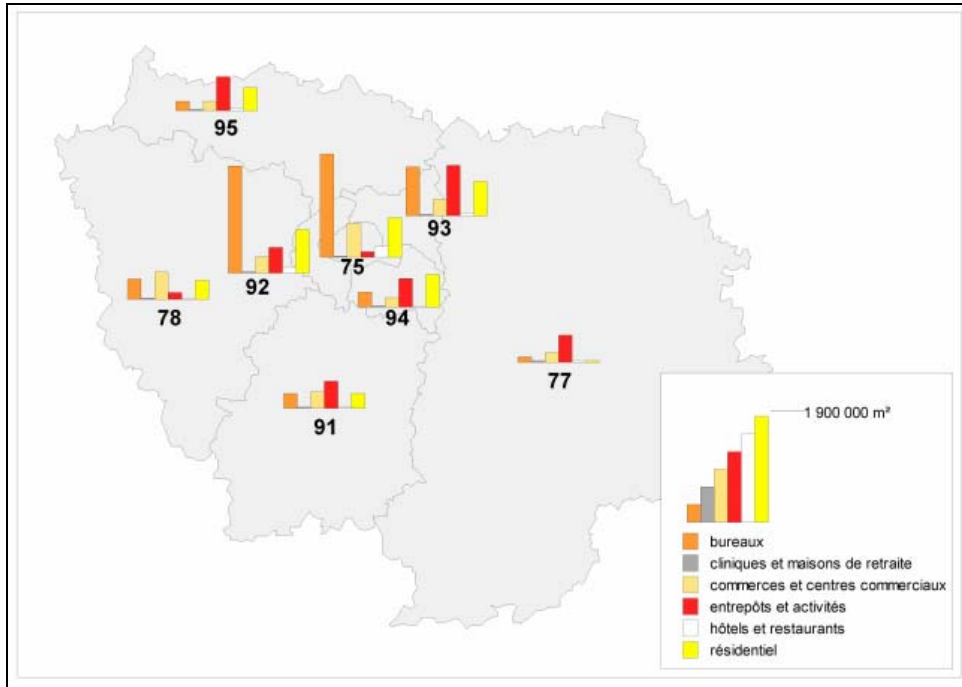 95
93
75
92
94
78
77
91
1 900 000 m²
bureaux
cliniques et maisons de retraite
commerces et centres commerciaux
entrepôts et activités
hôtels et restaurants
résidentiel